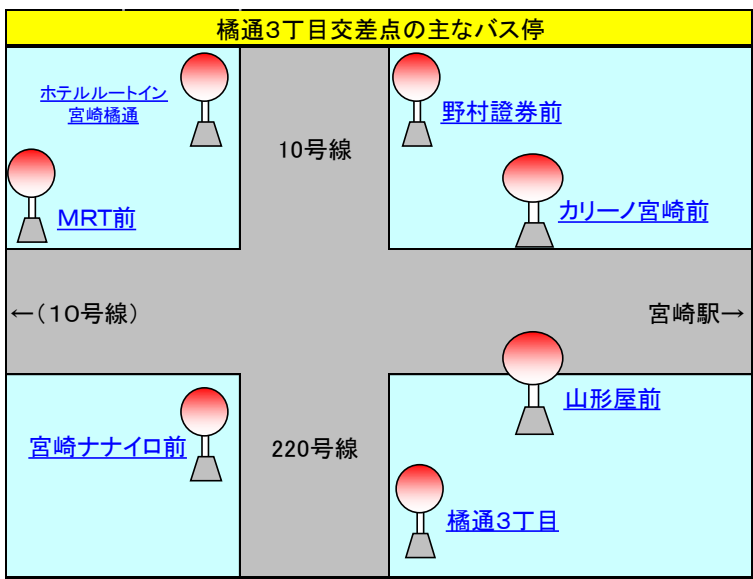 橘通3丁目交差点の主なバス停
ホテルルートイン
宮崎橘通
10号線
野村證券前
MRT前
カリーノ宮崎前
←(10号線)
宮崎駅→
山形屋前
宮崎ナナイロ前
220号線
橘通3丁目